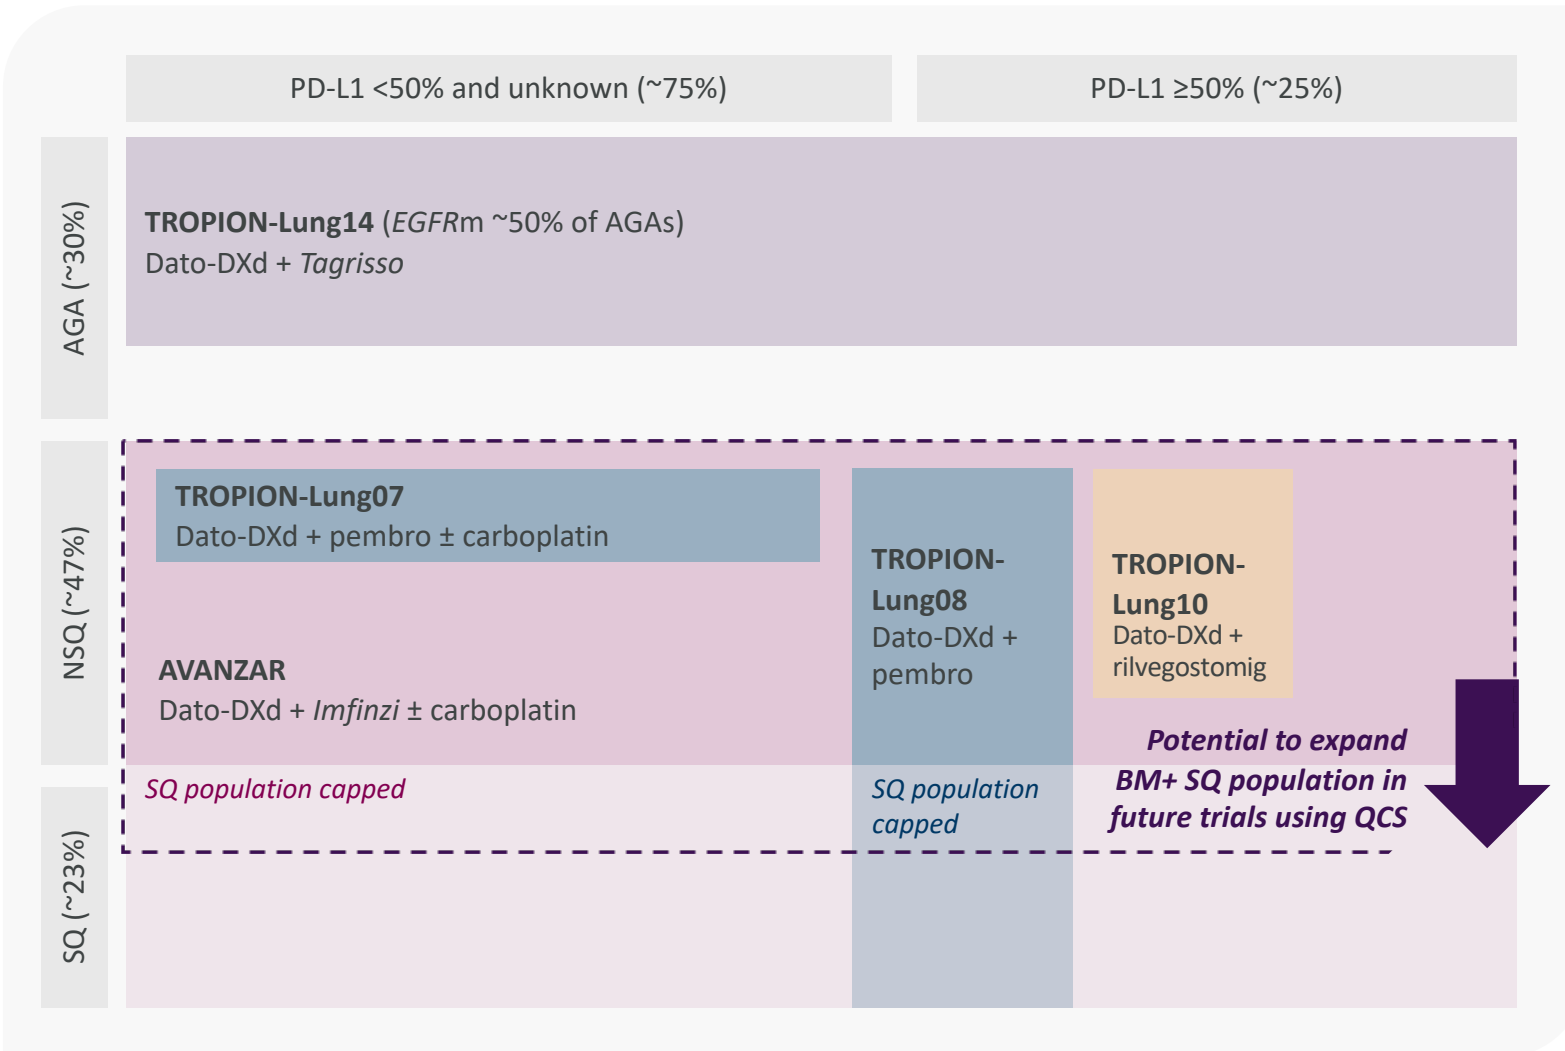 PD-L1 <50% and unknown (~75%)
PD-L1 ≥50% (~25%)
AGA (~30%)
TROPION-Lung14 (EGFRm ~50% of AGAs)
Dato-DXd + Tagrisso
NSQ (~47%)
TROPION-Lung07
Dato-DXd + pembro ± carboplatin
AVANZAR
Dato-DXd + Imfinzi ± carboplatin
TROPION-
Lung08
Dato-DXd +
pembro
TROPION-
Lung10
Dato-DXd +
rilvegostomig
Potential to expand
BM+ SQ population in
future trials using QCS
SQ (~23%)
SQ population capped
SQ population
capped